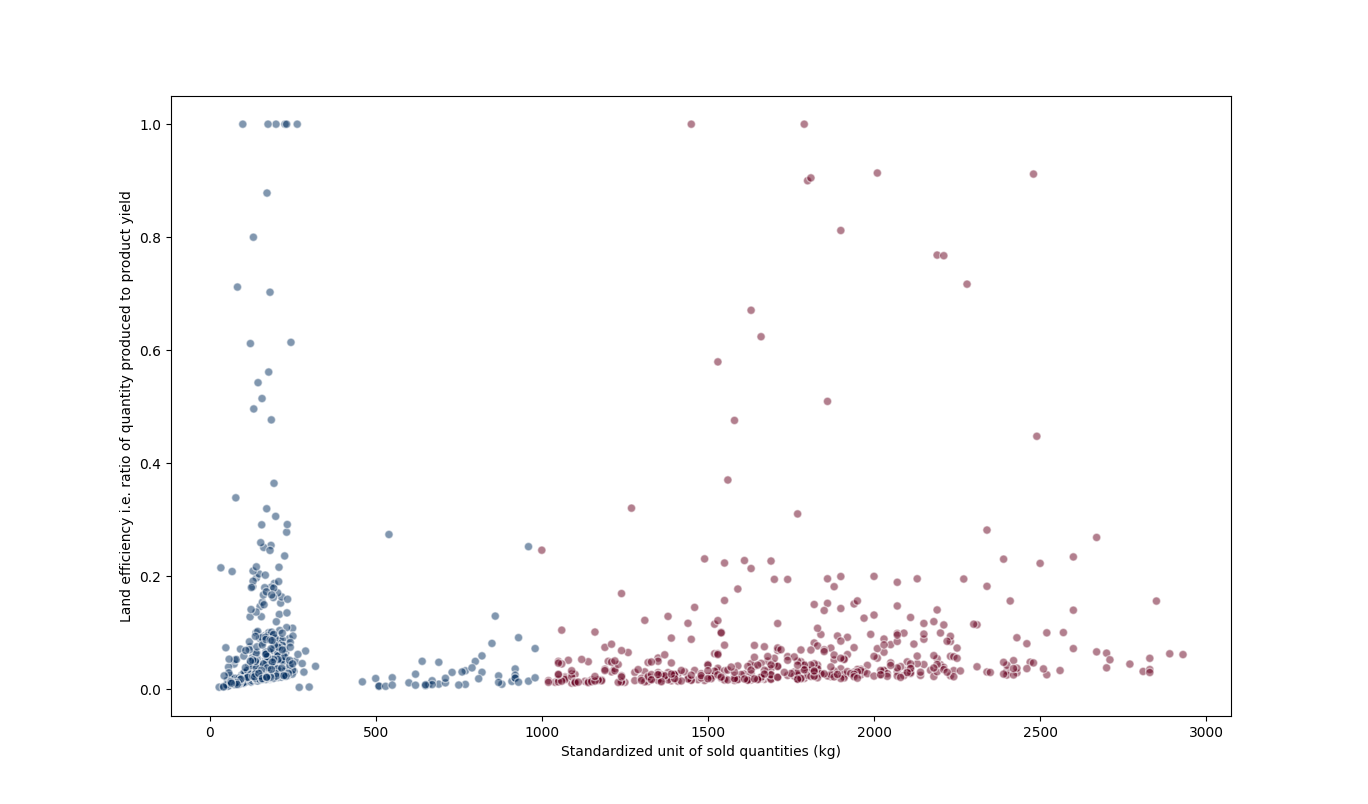 1.0
0.8
0.6
0.4
0.2
0.0
Land efficiency i.e. ratio of quantity produced to product yield
0 500 1000 1500 2000 2500 3000
Standardized unit of sold quantities (kg)